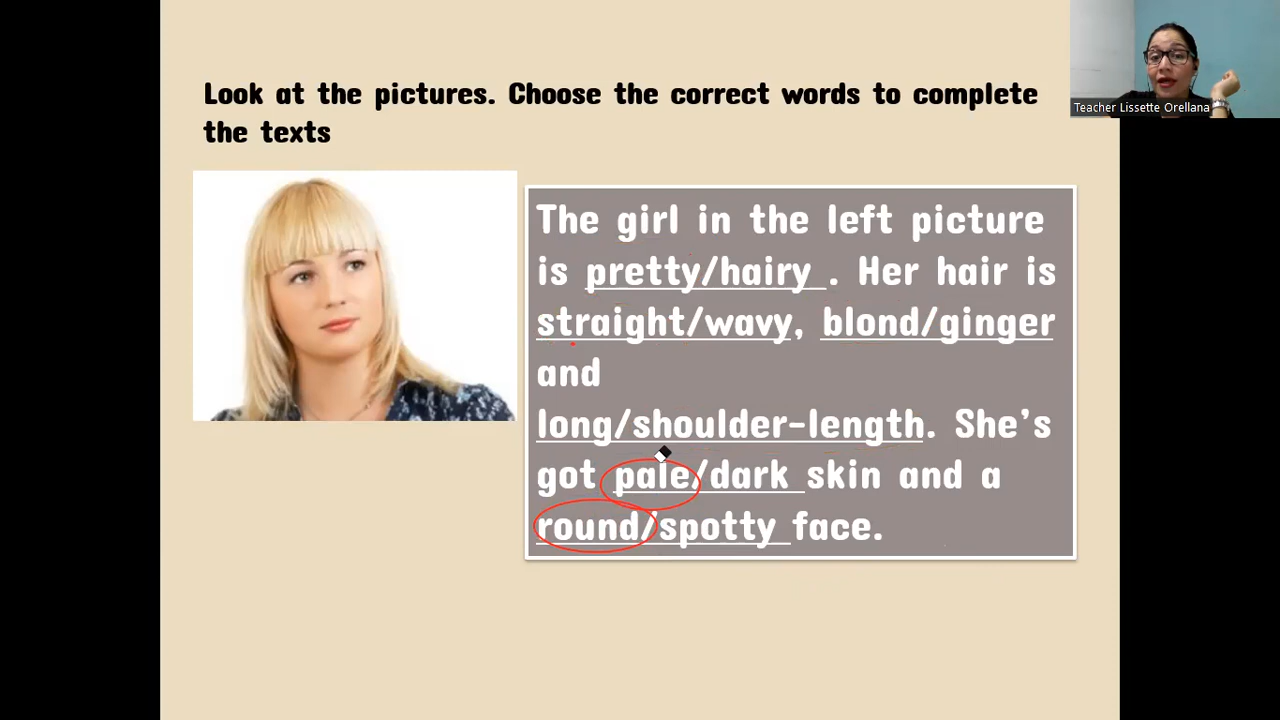 Look at the pictures. Choose the correct words to complete
the texts
Teacher Lissette Orellana
The girl in the left picture
is pretty/hairy . Her hair is
straight/wavy, blond/ginger
and
long/shoulder-length. She's
got pale/dark skin and a
round/spotty face.